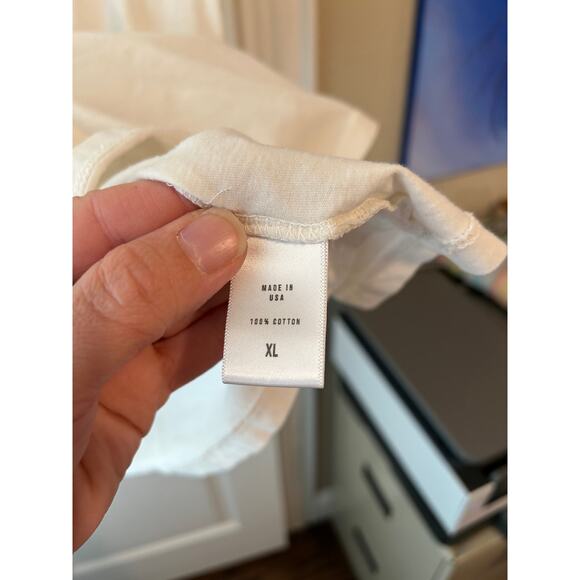 MADE IN
USA
100% COTTON
XL